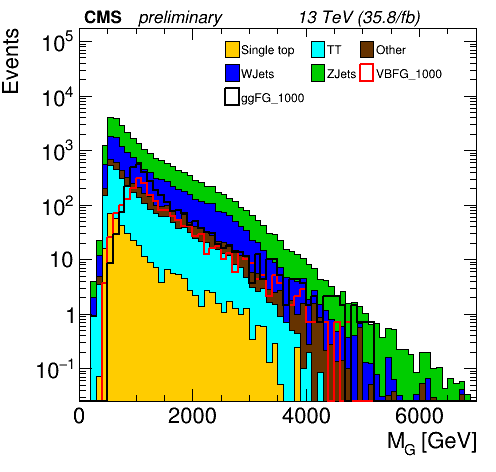 CMS preliminary 13 TeV (35.8/fb)
Events
Single top TT Other
WJets ZJets VBFG_1000
ggFG_1000
10^5
10^4
10^3
10^2
10
1
10^−1
0 2000 4000 6000
M_G [GeV]